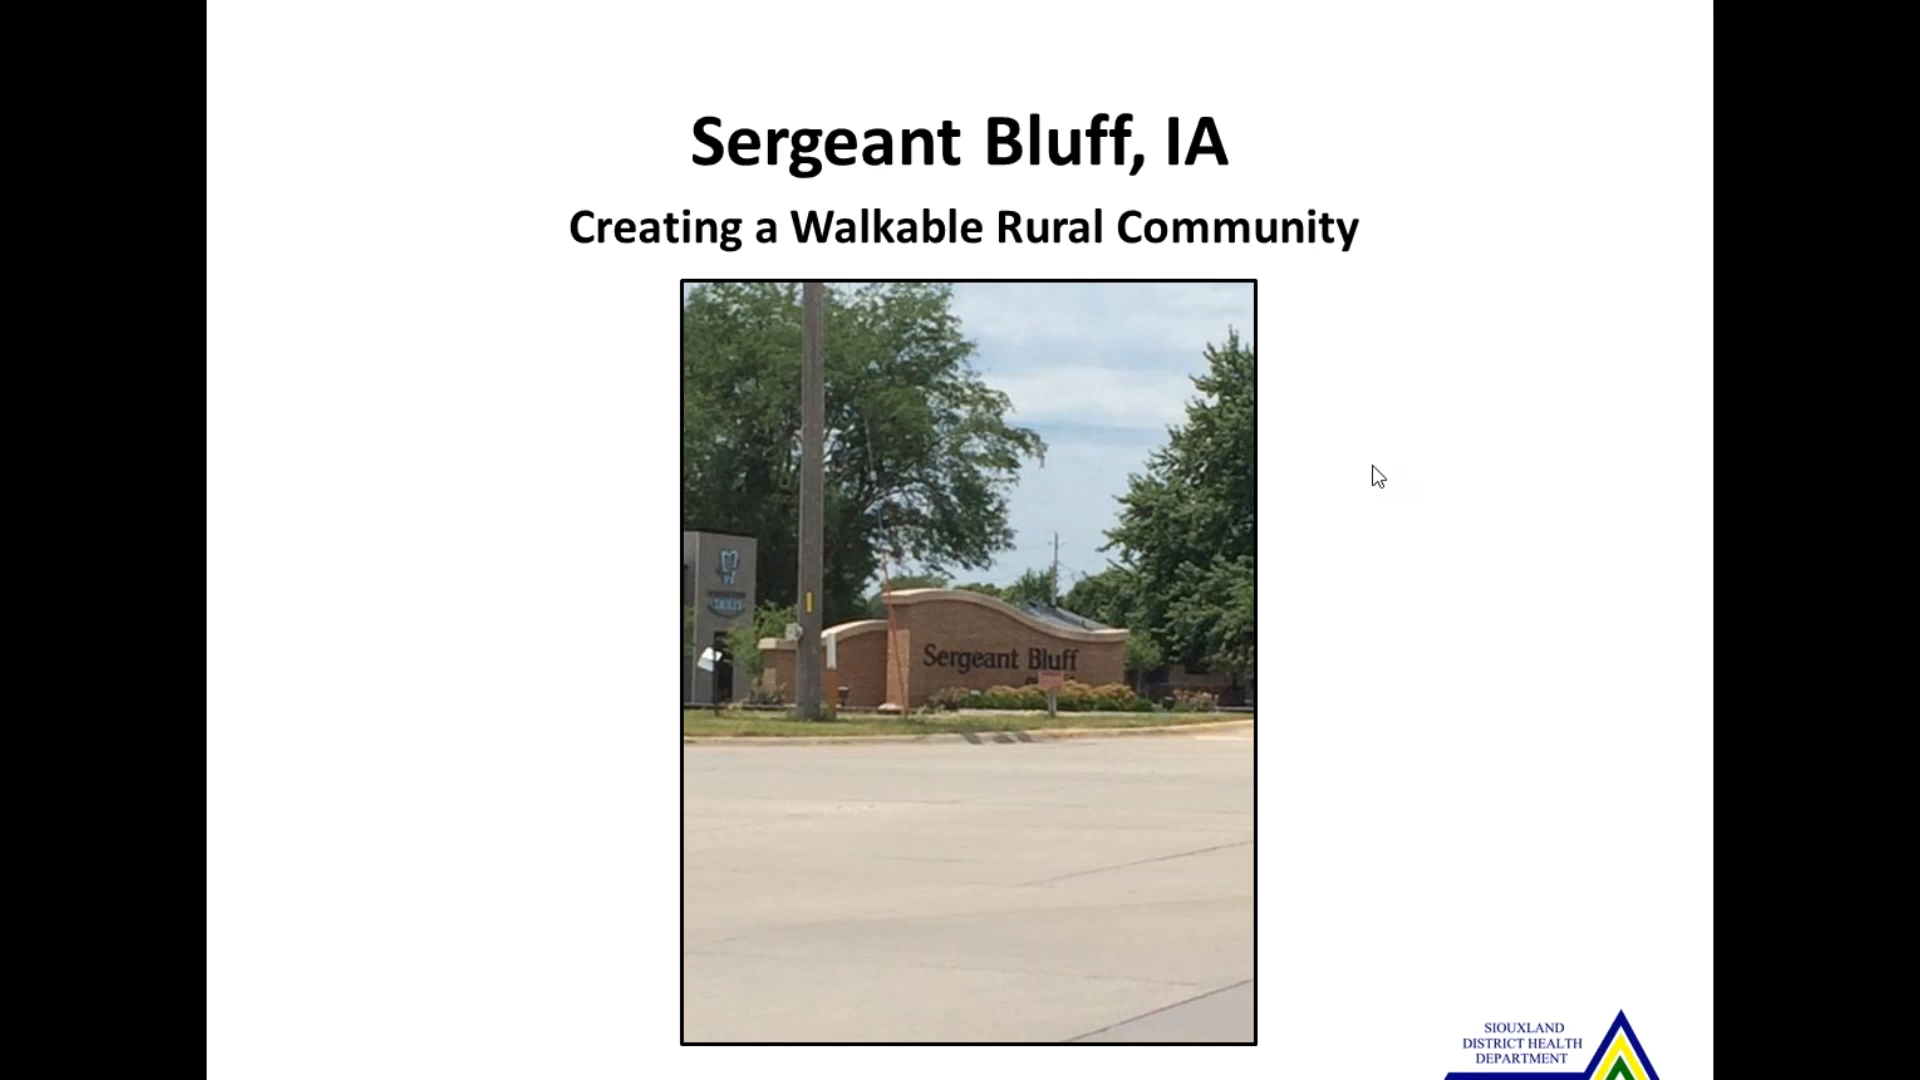 Sergeant Bluff, IA
Creating a Walkable Rural Community
Sergeant Bluff
SIOUXLAND
DISTRICT HEALTH
DEPARTMENT